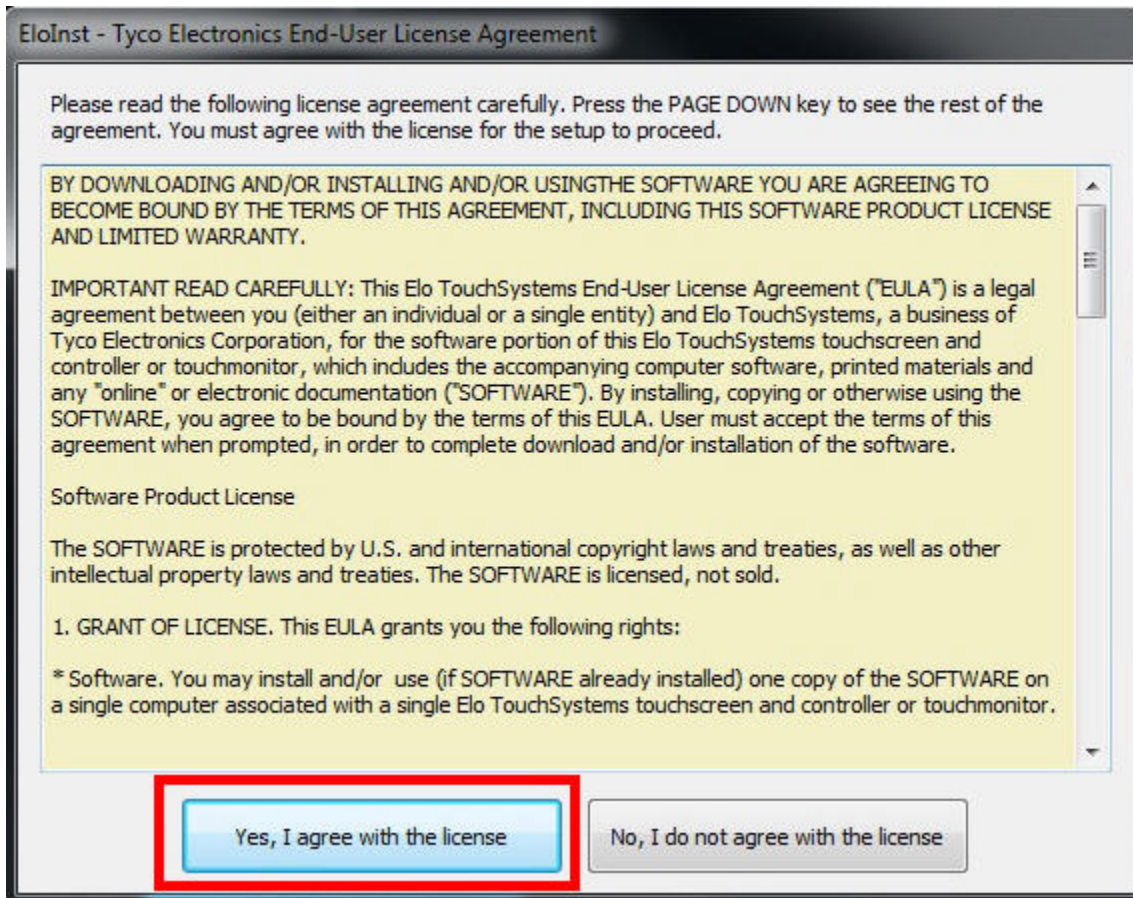 EloInst - Tyco Electronics End-User License Agreement
Please read the following license agreement carefully. Press the PAGE DOWN key to see the rest of the
agreement. You must agree with the license for the setup to proceed.
BY DOWNLOADING AND/OR INSTALLING AND/OR USINGTHE SOFTWARE YOU ARE AGREEING TO
BECOME BOUND BY THE TERMS OF THIS AGREEMENT, INCLUDING THIS SOFTWARE PRODUCT LICENSE
AND LIMITED WARRANTY.
IMPORTANT READ CAREFULLY: This Elo TouchSystems End-User License Agreement ("EULA") is a legal
agreement between you (either an individual or a single entity) and Elo TouchSystems, a business of
Tyco Electronics Corporation, for the software portion of this Elo TouchSystems touchscreen and
controller or touchmonitor, which includes the accompanying computer software, printed materials and
any "online" or electronic documentation ("SOFTWARE"). By installing, copying or otherwise using the
SOFTWARE, you agree to be bound by the terms of this EULA. User must accept the terms of this
agreement when prompted, in order to complete download and/or installation of the software.
Software Product License
The SOFTWARE is protected by U.S. and international copyright laws and treaties, as well as other
intellectual property laws and treaties. The SOFTWARE is licensed, not sold.
1. GRANT OF LICENSE. This EULA grants you the following rights:
* Software. You may install and/or  use (if SOFTWARE already installed) one copy of the SOFTWARE on
a single computer associated with a single Elo TouchSystems touchscreen and controller or touchmonitor.
Yes, I agree with the license
No, I do not agree with the license